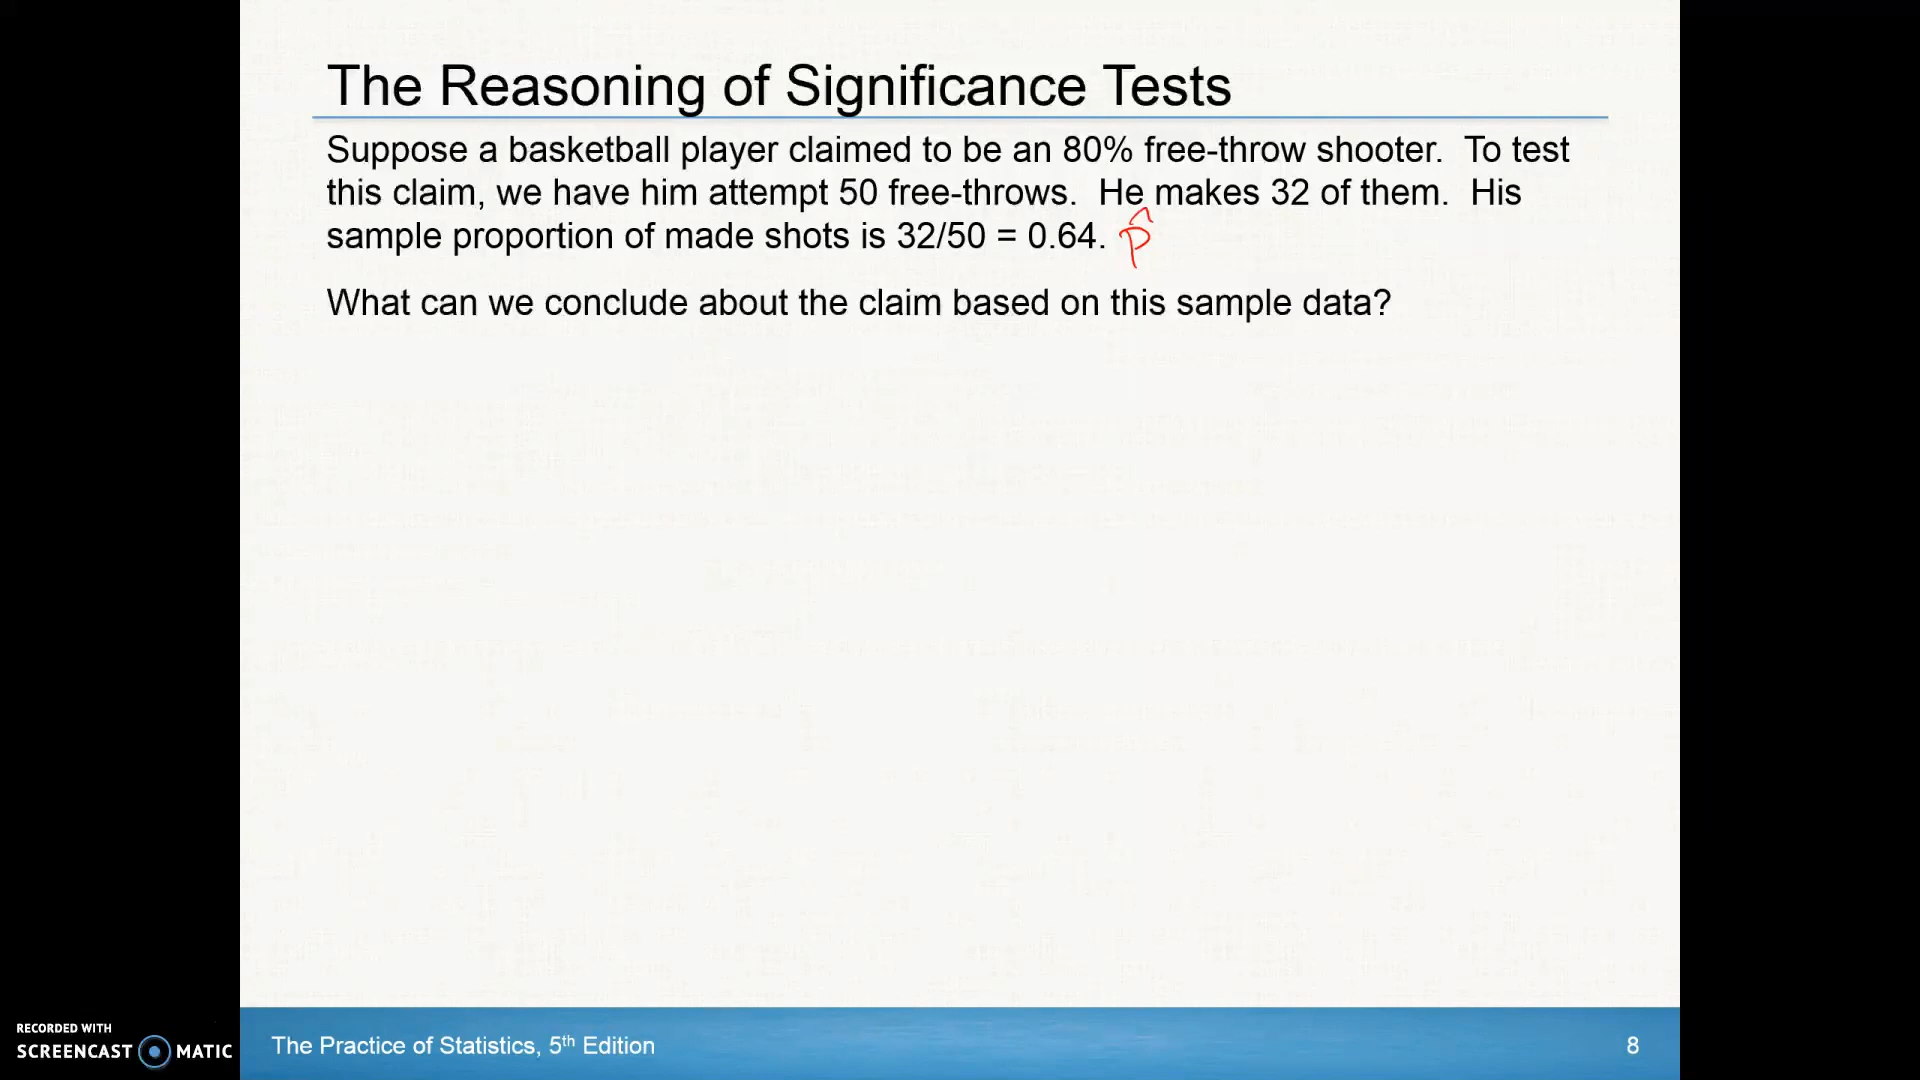 The Reasoning of Significance Tests
Suppose a basketball player claimed to be an 80% free-throw shooter. To test
this claim, we have him attempt 50 free-throws. He makes 32 of them. His
sample proportion of made shots is 32/50 = 0.64. p̂
What can we conclude about the claim based on this sample data?
RECORDED WITH
SCREENCAST MATIC
The Practice of Statistics, 5th Edition
8